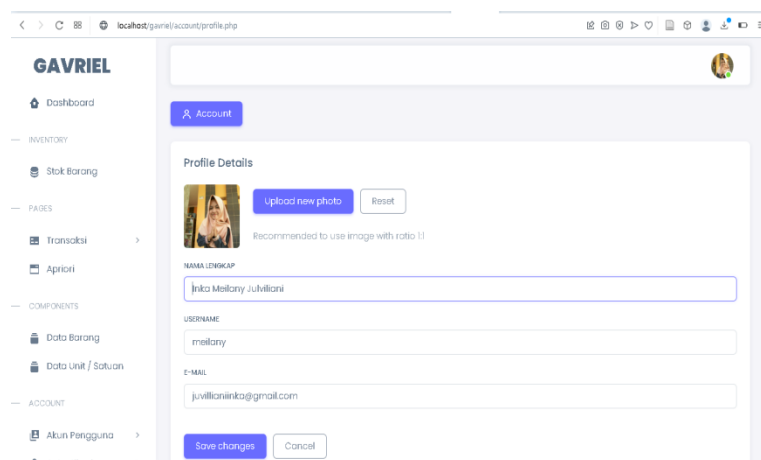 localhost/gavriel/account/profile.php
GAVRIEL
Dashboard
INVENTORY
Stok Barang
PAGES
Transaksi
Apriori
COMPONENTS
Data Barang
Data Unit / Satuan
ACCOUNT
Akun Pengguna
Account
Profile Details
Upload new photo
Reset
Recommended to use image with ratio 1:1
NAMA LENGKAP
Inka Meilany Julviliani
USERNAME
meilany
E-MAIL
juvillianiinka@gmail.com
Save changes
Cancel